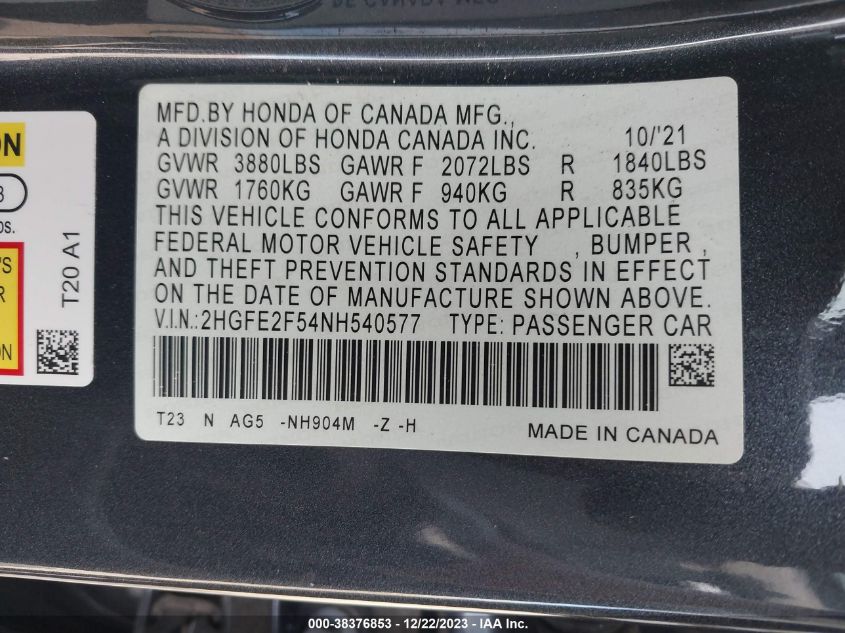 MFD.BY HONDA OF CANADA MFG.,
A DIVISION OF HONDA CANADA INC. 10/'21
GVWR 3880LBS GAWR F 2072LBS R 1840LBS
GVWR 1760KG GAWR F 940KG R 835KG
THIS VEHICLE CONFORMS TO ALL APPLICABLE
FEDERAL MOTOR VEHICLE SAFETY , BUMPER ,
AND THEFT PREVENTION STANDARDS IN EFFECT
ON THE DATE OF MANUFACTURE SHOWN ABOVE.
V.I.N.:2HGFE2F54NH540577 TYPE: PASSENGER CAR
T23 N AG5 -NH904M -Z -H
MADE IN CANADA
T20 A1
000-38376853 - 12/22/2023 - © IAA Inc.